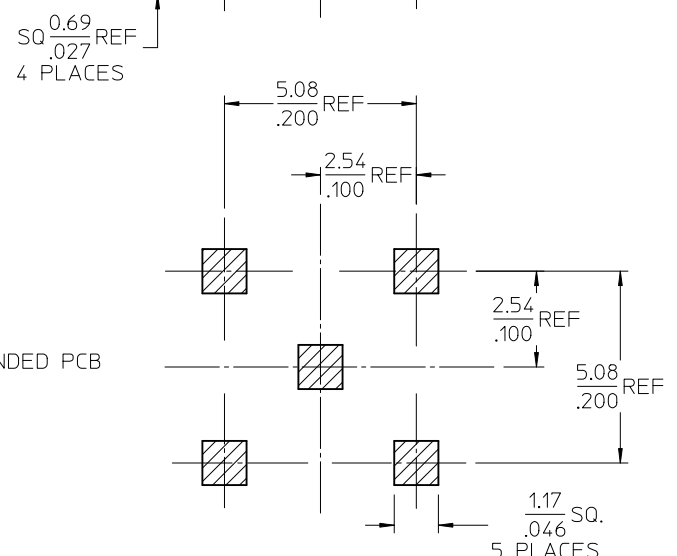 SQ 0.69/.027 REF
4 PLACES
5.08/.200 REF
2.54/.100 REF
2.54/.100 REF
NDED PCB
5.08/.200 REF
1.17/.046 SQ.
5 PLACES